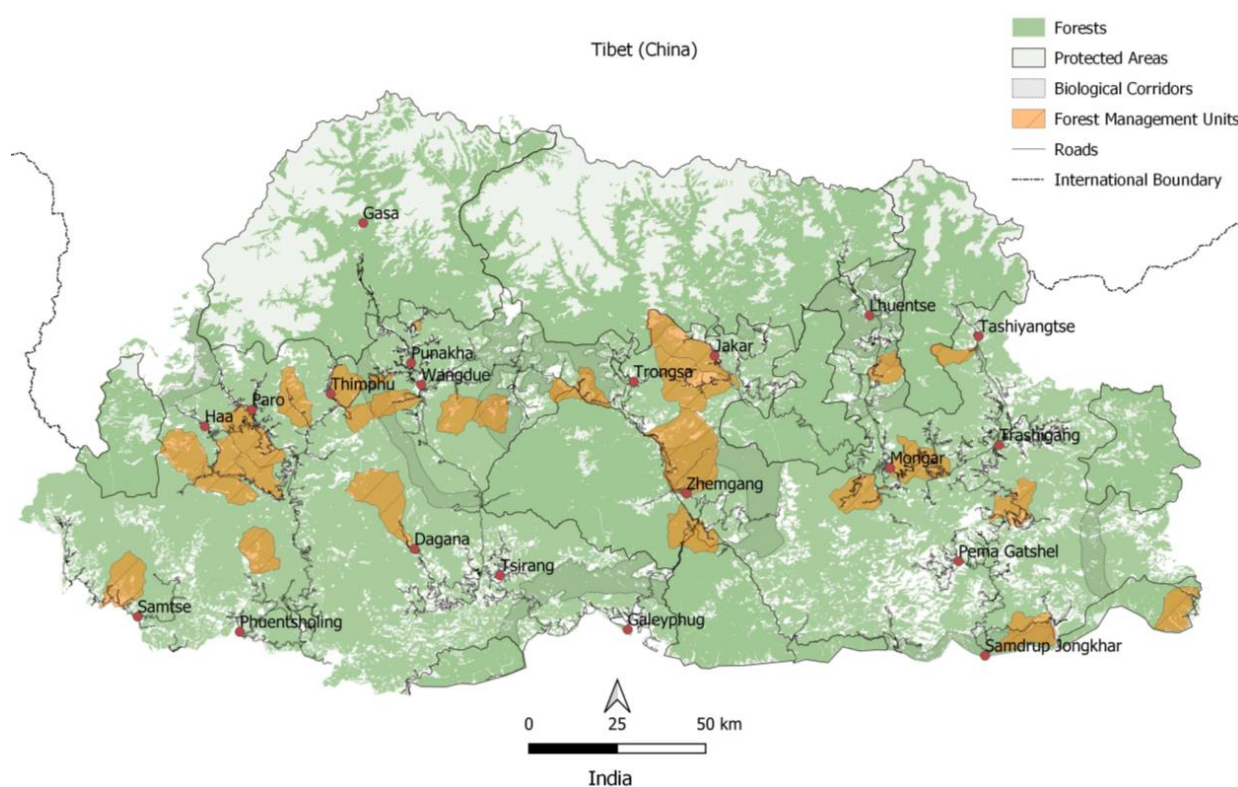 Tibet (China)
Forests
Protected Areas
Biological Corridors
Forest Management Units
Roads
International Boundary
Gasa
Lhuentse
Tashiyangtse
Punakha
Jakar
Wangdue
Trongsa
Thimphu
Paro
Haa
Trashigang
Mongar
Zhemgang
Dagana
Pema Gatshel
Tsirang
Samtse
Phuentsholing
Galeyphug
Samdrup Jongkhar
0 25 50 km
India